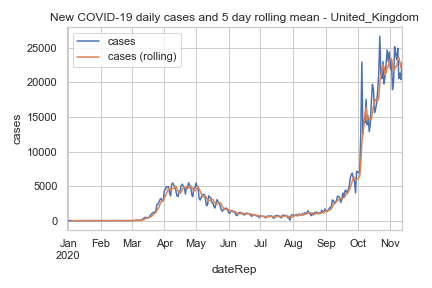 New COVID-19 daily cases and 5 day rolling mean - United_Kingdom
cases
cases (rolling)
25000
20000
15000
10000
5000
0
cases
Jan Feb Mar Apr May Jun Jul Aug Sep Oct Nov
2020
dateRep